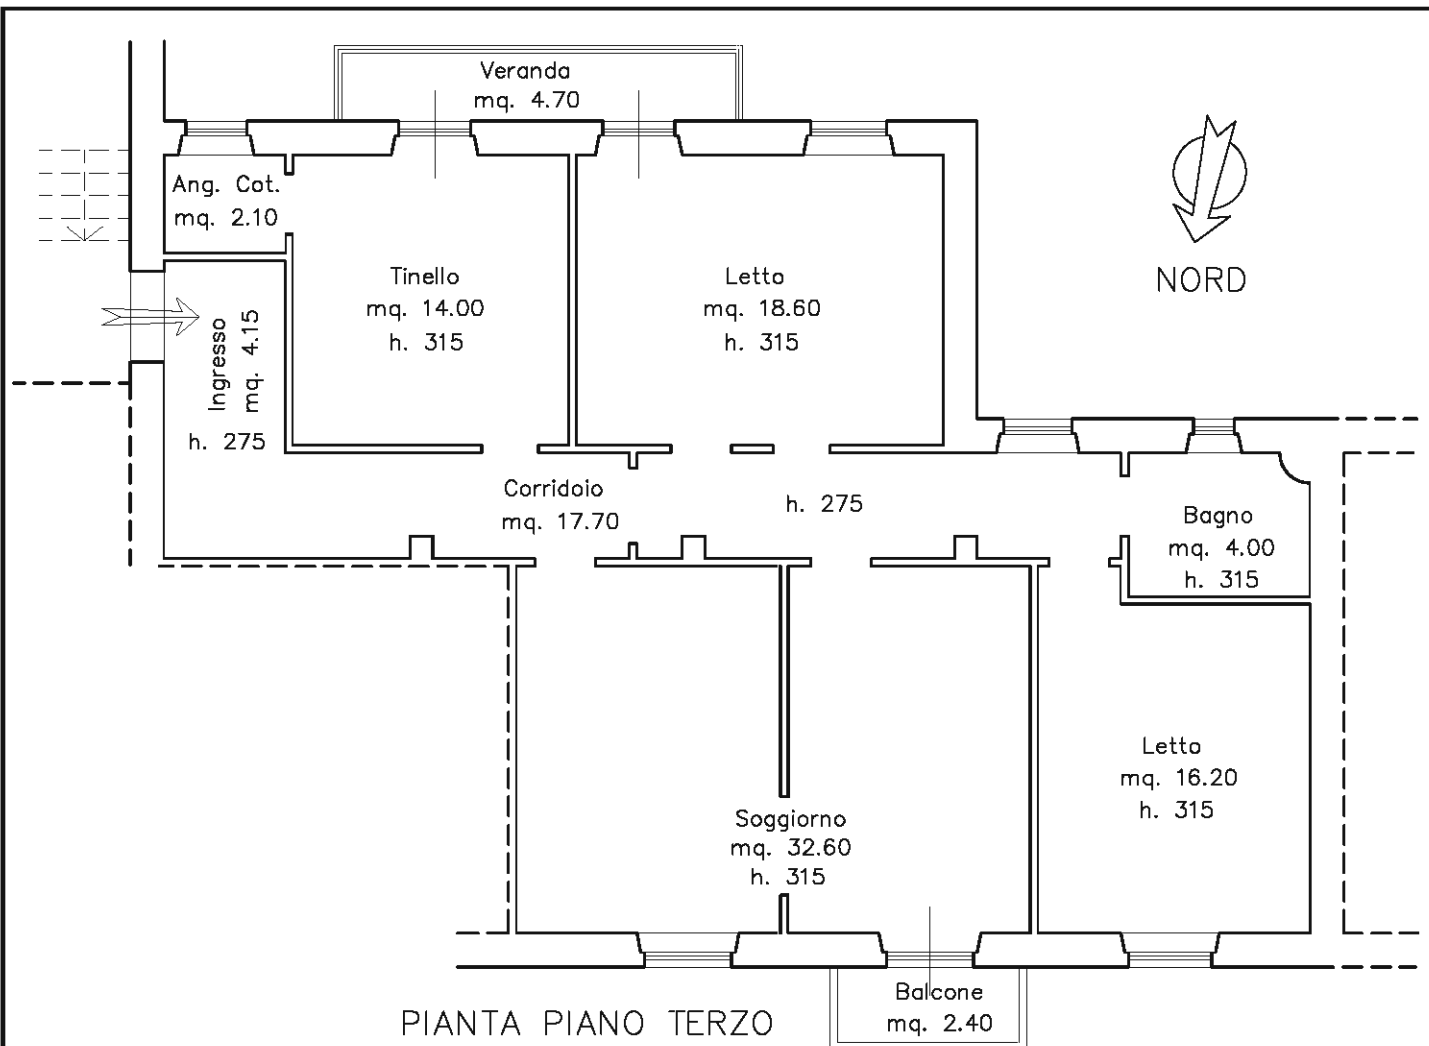 Veranda
mq. 4.70
Ang. Cot.
mq. 2.10
Tinello
mq. 14.00
h. 315
Letto
mq. 18.60
h. 315
NORD
Ingresso
mq. 4.15
h. 275
Corridoio
mq. 17.70
h. 275
Bagno
mq. 4.00
h. 315
Letto
mq. 16.20
h. 315
Soggiorno
mq. 32.60
h. 315
Balcone
mq. 2.40
PIANTA PIANO TERZO